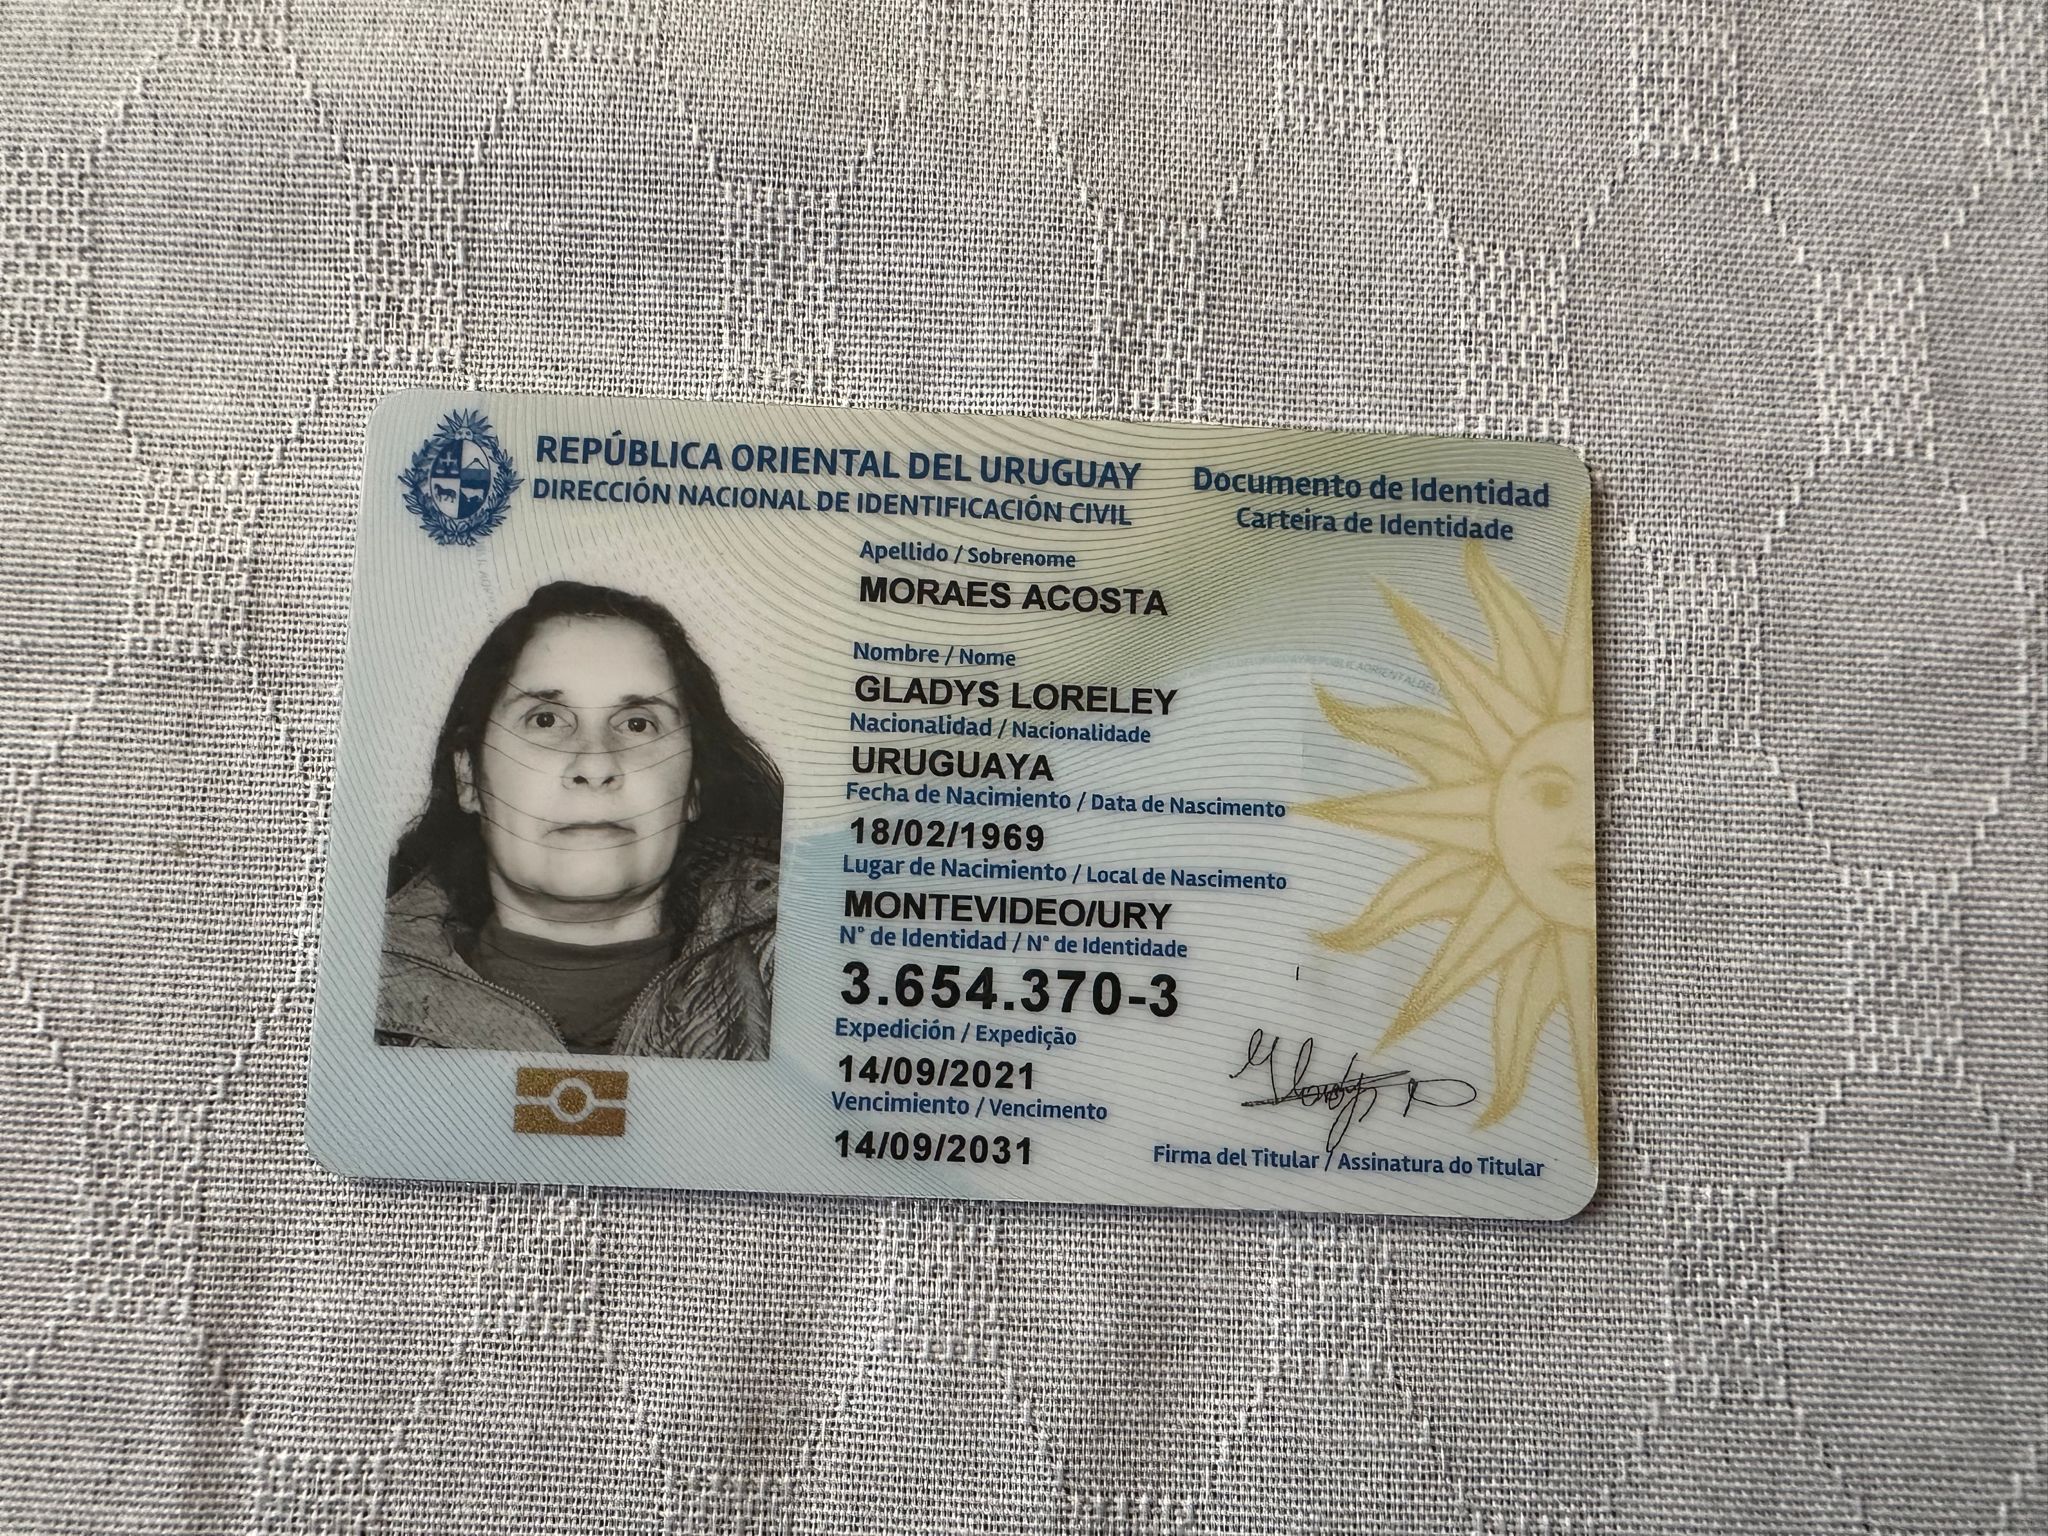 REPÚBLICA ORIENTAL DEL URUGUAY
DIRECCIÓN NACIONAL DE IDENTIFICACIÓN CIVIL
Documento de Identidad
Carteira de Identidade
Apellido / Sobrenome
MORAES ACOSTA
Nombre / Nome
GLADYS LORELEY
Nacionalidad / Nacionalidade
URUGUAYA
Fecha de Nacimiento / Data de Nascimento
18/02/1969
Lugar de Nacimiento / Local de Nascimento
MONTEVIDEO/URY
N° de Identidad / N° de Identidade
3.654.370-3
Expedición / Expedição
14/09/2021
Vencimiento / Vencimento
14/09/2031
Firma del Titular / Assinatura do Titular